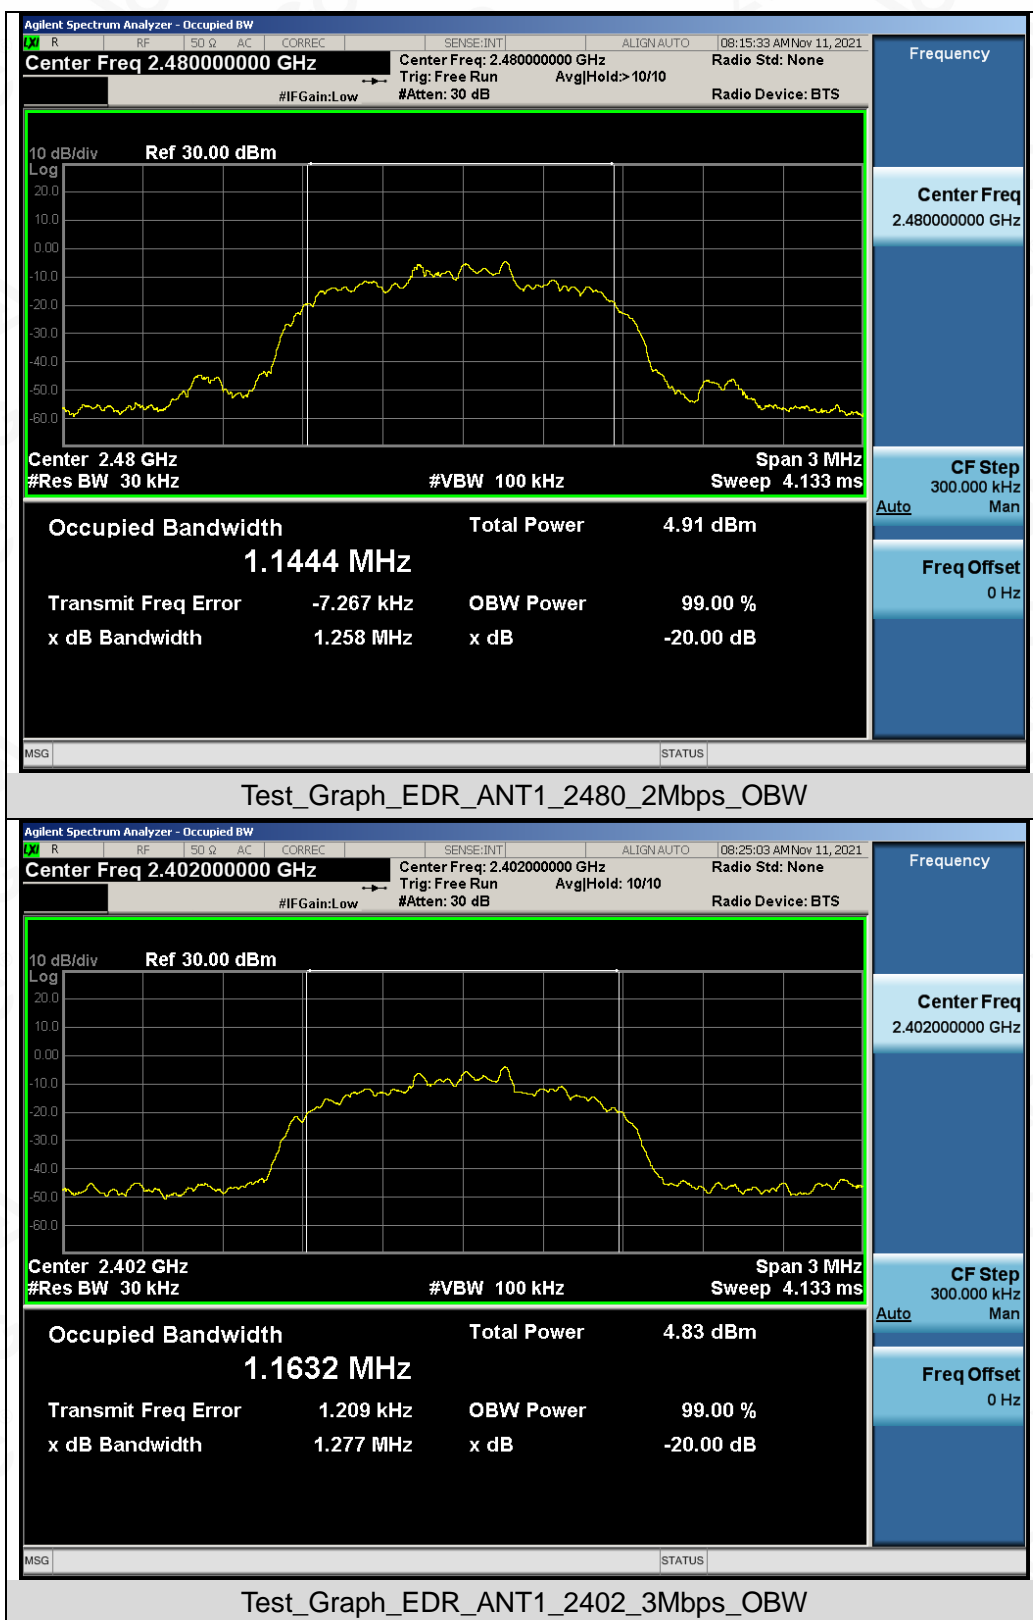 Agilent Spectrum Analyzer - Occupied BW
LXI R RF 50 Ω AC CORREC SENSE:INT ALIGN AUTO 08:15:33 AM Nov 11, 2021
Center Freq 2.480000000 GHz Center Freq: 2.480000000 GHz Radio Std: None
Trig: Free Run Avg|Hold:> 10/10
#IFGain:Low #Atten: 30 dB Radio Device: BTS
Frequency
10 dB/div Ref 30.00 dBm
Log
20.0
10.0
0.00
-10.0
-20.0
-30.0
-40.0
-50.0
-60.0
Center 2.48 GHz Span 3 MHz
#Res BW 30 kHz #VBW 100 kHz Sweep 4.133 ms
Center Freq
2.480000000 GHz
CF Step
300.000 kHz
Auto Man
Freq Offset
0 Hz
Occupied Bandwidth Total Power 4.91 dBm
1.1444 MHz
Transmit Freq Error -7.267 kHz OBW Power 99.00 %
x dB Bandwidth 1.258 MHz x dB -20.00 dB
MSG STATUS
Test_Graph_EDR_ANT1_2480_2Mbps_OBW
Agilent Spectrum Analyzer - Occupied BW
LXI R RF 50 Ω AC CORREC SENSE:INT ALIGN AUTO 08:25:03 AM Nov 11, 2021
Center Freq 2.402000000 GHz Center Freq: 2.402000000 GHz Radio Std: None
Trig: Free Run Avg|Hold: 10/10
#IFGain:Low #Atten: 30 dB Radio Device: BTS
Frequency
10 dB/div Ref 30.00 dBm
Log
20.0
10.0
0.00
-10.0
-20.0
-30.0
-40.0
-50.0
-60.0
Center 2.402 GHz Span 3 MHz
#Res BW 30 kHz #VBW 100 kHz Sweep 4.133 ms
Center Freq
2.402000000 GHz
CF Step
300.000 kHz
Auto Man
Freq Offset
0 Hz
Occupied Bandwidth Total Power 4.83 dBm
1.1632 MHz
Transmit Freq Error 1.209 kHz OBW Power 99.00 %
x dB Bandwidth 1.277 MHz x dB -20.00 dB
MSG STATUS
Test_Graph_EDR_ANT1_2402_3Mbps_OBW